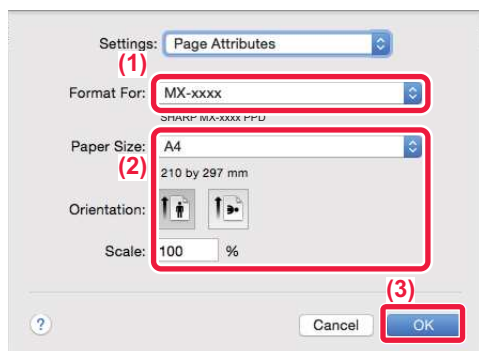 Settings: Page Attributes
(1)
Format For: MX-xxxx
SHARP MX-xxxx PPD
Paper Size: A4
(2)
210 by 297 mm
Orientation:
Scale: 100 %
(3)
? Cancel OK